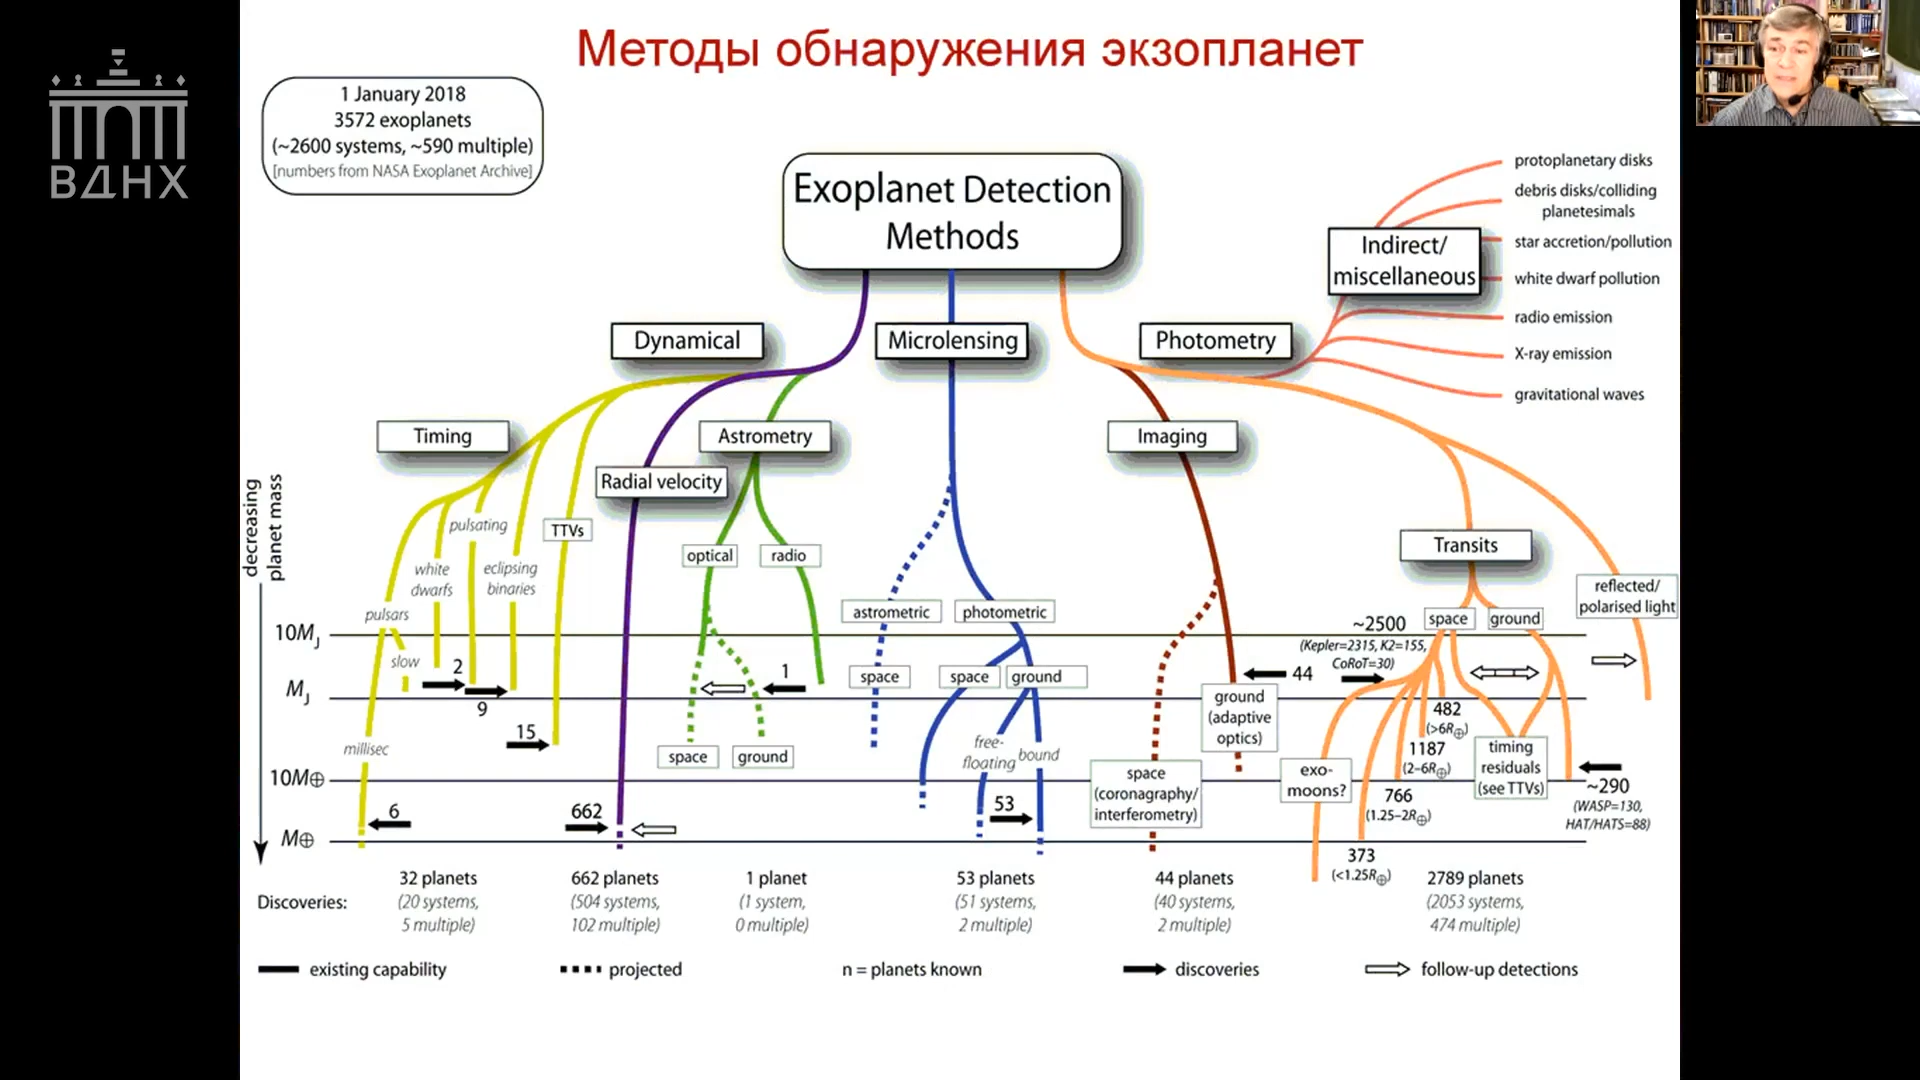 Методы обнаружения экзопланет
ВДНХ
1 January 2018
3572 exoplanets
(~2600 systems, ~590 multiple)
[numbers from NASA Exoplanet Archive]
Exoplanet Detection
Methods
protoplanetary disks
debris disks/colliding
planetesimals
Indirect/
miscellaneous
star accretion/pollution
white dwarf pollution
radio emission
X-ray emission
gravitational waves
Dynamical
Microlensing
Photometry
Timing
Astrometry
Imaging
Radial velocity
decreasing
planet mass
pulsating
TTVs
white
dwarfs
eclipsing
binaries
optical
radio
Transits
pulsars
slow
astrometric
photometric
space
ground
reflected/
polarised light
10M J
~2500
(Kepler=2315, K2=155,
CoRoT=30)
2
9
1
space
space
ground
44
M J
ground
(adaptive
optics)
482
(>6R⊕)
15
millisec
space
ground
free-
floating
bound
1187
(2–6R⊕)
timing
residuals
(see TTVs)
10M⊕
space
(coronagraphy/
interferometry)
exo-
moons?
766
(1.25–2R⊕)
~290
(WASP=130,
HAT/HATS=88)
6
662
53
M⊕
373
(<1.25R⊕)
Discoveries:
32 planets
(20 systems,
5 multiple)
662 planets
(504 systems,
102 multiple)
1 planet
(1 system,
0 multiple)
53 planets
(51 systems,
2 multiple)
44 planets
(40 systems,
2 multiple)
2789 planets
(2053 systems,
474 multiple)
existing capability
projected
n = planets known
discoveries
follow-up detections